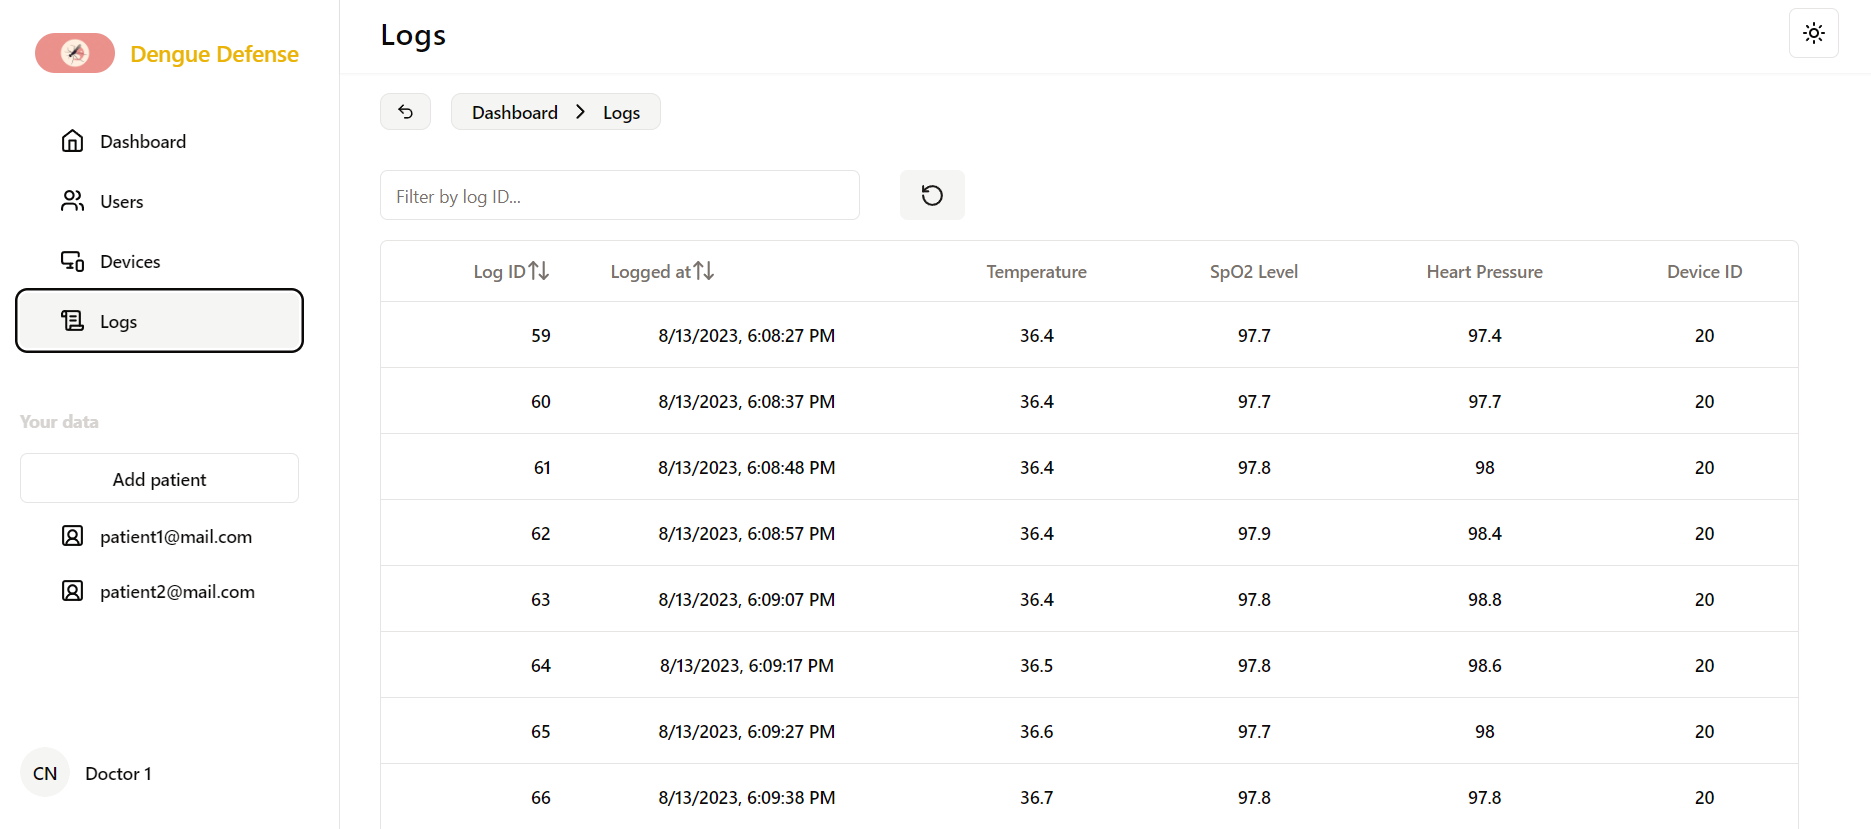 Dengue Defense
Dashboard
Users
Devices
Logs
Your data
Add patient
patient1@mail.com
patient2@mail.com
CN Doctor 1
Logs
Dashboard > Logs
Filter by log ID...
Log ID Logged at Temperature SpO2 Level Heart Pressure Device ID
59 8/13/2023, 6:08:27 PM 36.4 97.7 97.4 20
60 8/13/2023, 6:08:37 PM 36.4 97.7 97.7 20
61 8/13/2023, 6:08:48 PM 36.4 97.8 98 20
62 8/13/2023, 6:08:57 PM 36.4 97.9 98.4 20
63 8/13/2023, 6:09:07 PM 36.4 97.8 98.8 20
64 8/13/2023, 6:09:17 PM 36.5 97.8 98.6 20
65 8/13/2023, 6:09:27 PM 36.6 97.7 98 20
66 8/13/2023, 6:09:38 PM 36.7 97.8 97.8 20